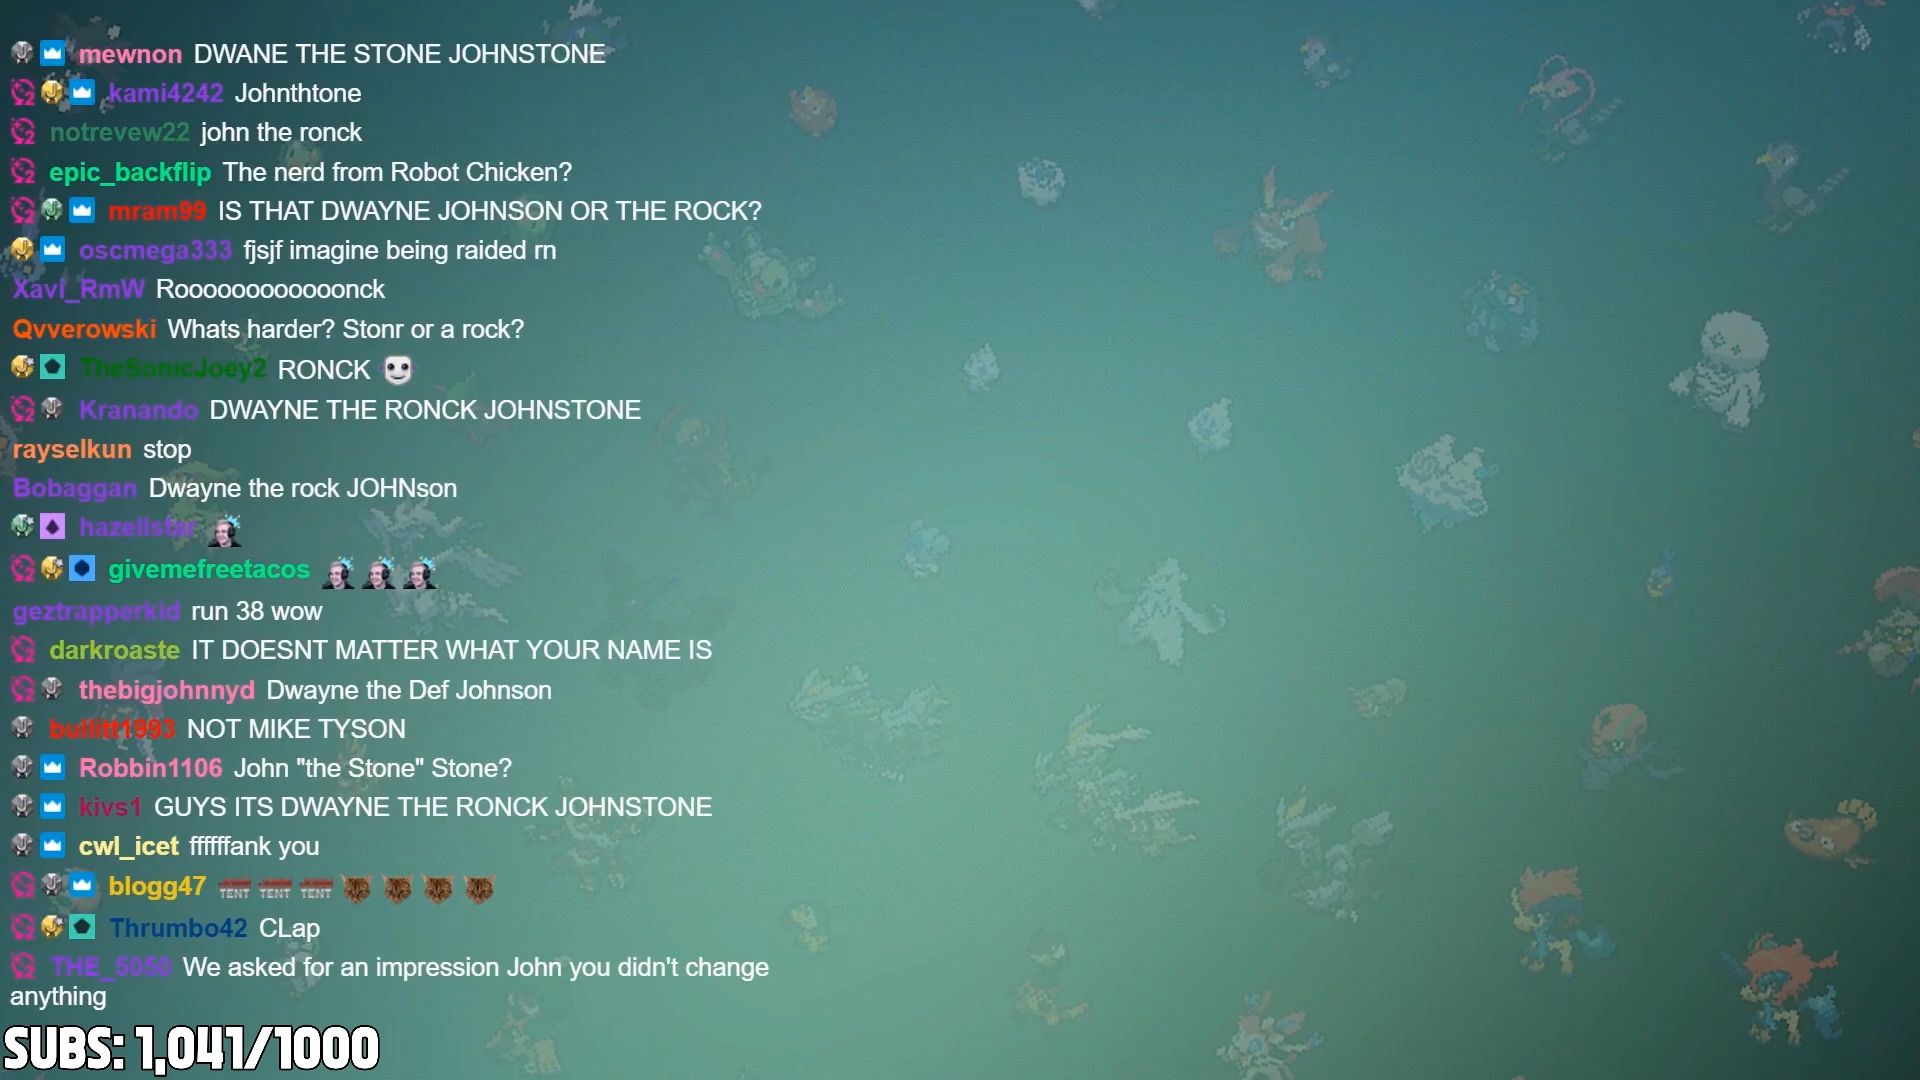 mewnon DWANE THE STONE JOHNSTONE
kami4242 Johnthtone
notrevew22 john the ronck
epic_backflip The nerd from Robot Chicken?
mram99 IS THAT DWAYNE JOHNSON OR THE ROCK?
oscmega333 fjsjf imagine being raided rn
Xavi_RmW Rooooooooooooonck
Qvverowski Whats harder? Stonr or a rock?
TheSonicJoey2 RONCK
Kranando DWAYNE THE RONCK JOHNSTONE
rayselkun stop
Bobaggan Dwayne the rock JOHNson
hazellstar
givemefreetacos
geztrapperkid run 38 wow
darkroaste IT DOESNT MATTER WHAT YOUR NAME IS
thebigjohnnyd Dwayne the Def Johnson
bullitt1993 NOT MIKE TYSON
Robbin1106 John "the Stone" Stone?
kivs1 GUYS ITS DWAYNE THE RONCK JOHNSTONE
cwl_icet ffffffank you
blogg47 TENT TENT TENT
Thrumbo42 CLap
THE_5050 We asked for an impression John you didn't change
anything
SUBS: 1,041/1000